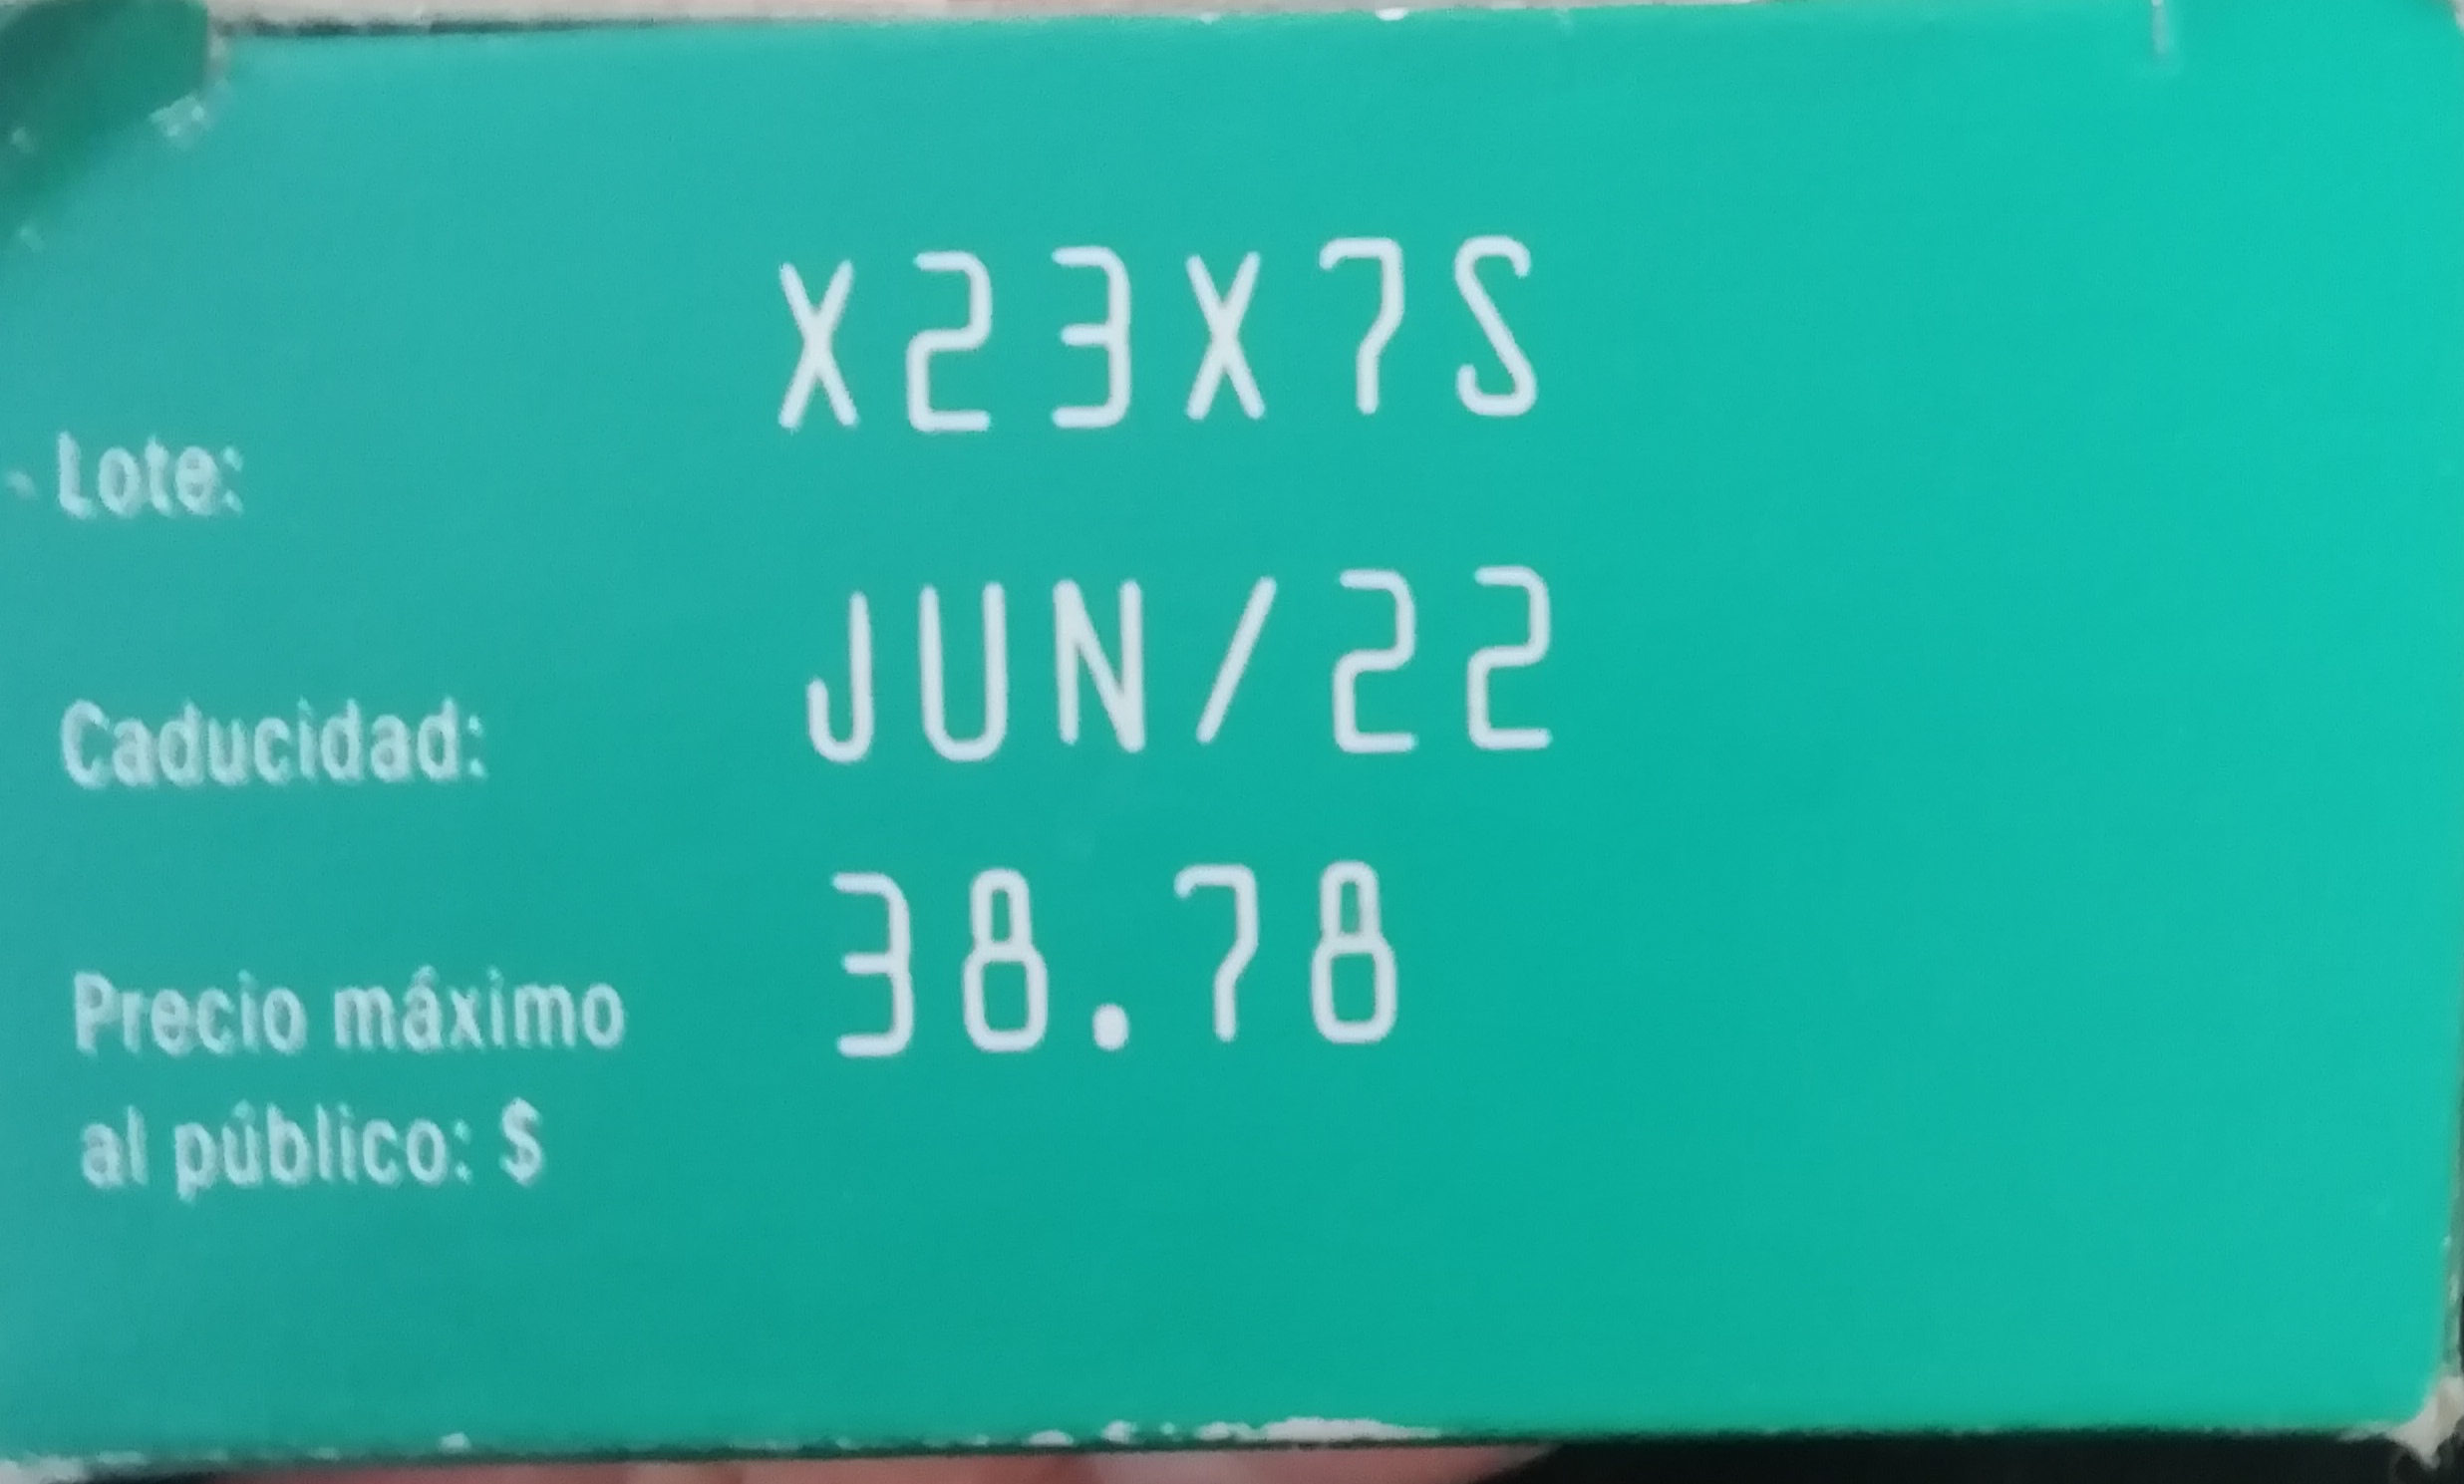 X23X7S
Lote:
JUN/22
Caducidad:
38.78
Precio máximo
al público: $